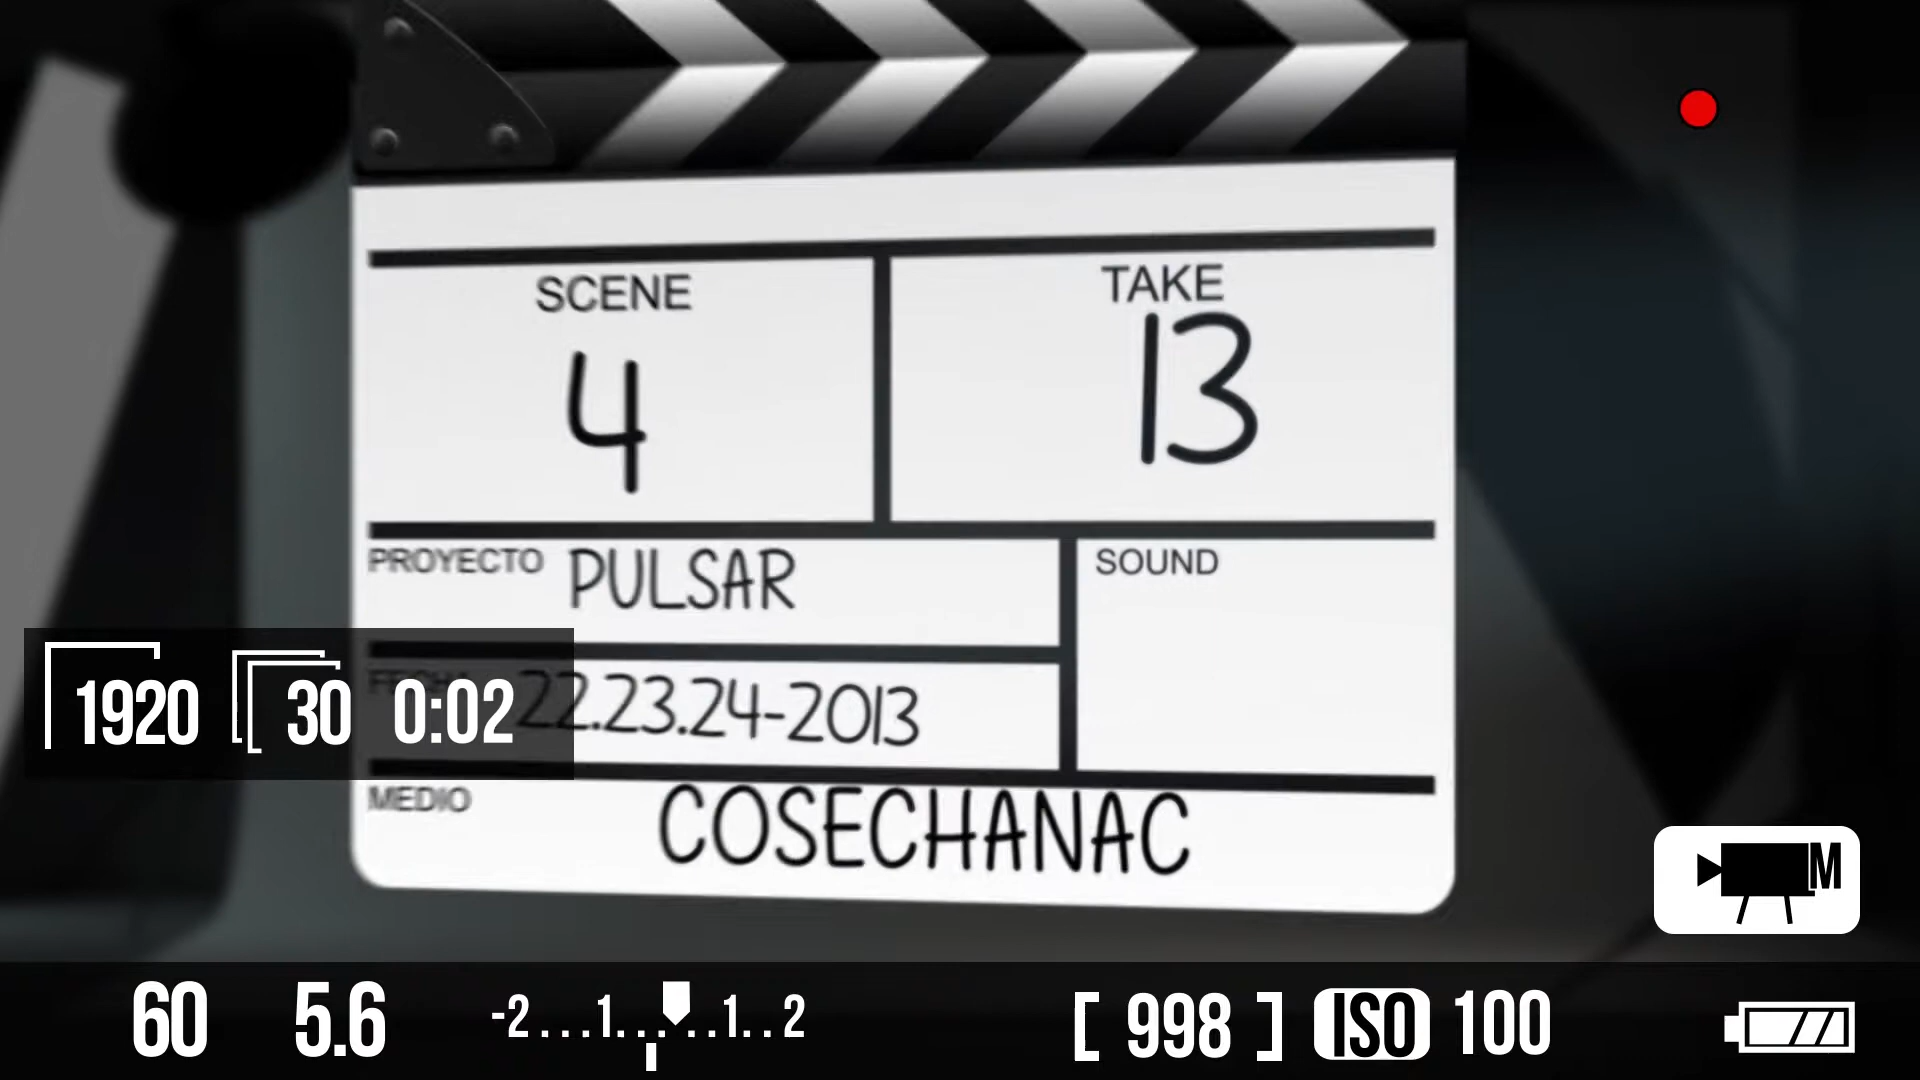 SCENE
4
TAKE
13
PROYECTO PULSAR
SOUND
FECHA 22.23.24-2013
1920 30 0:02
MEDIO COSECHANAC
M
60 5.6 -2...1.....1..2 [ 998 ] ISO 100